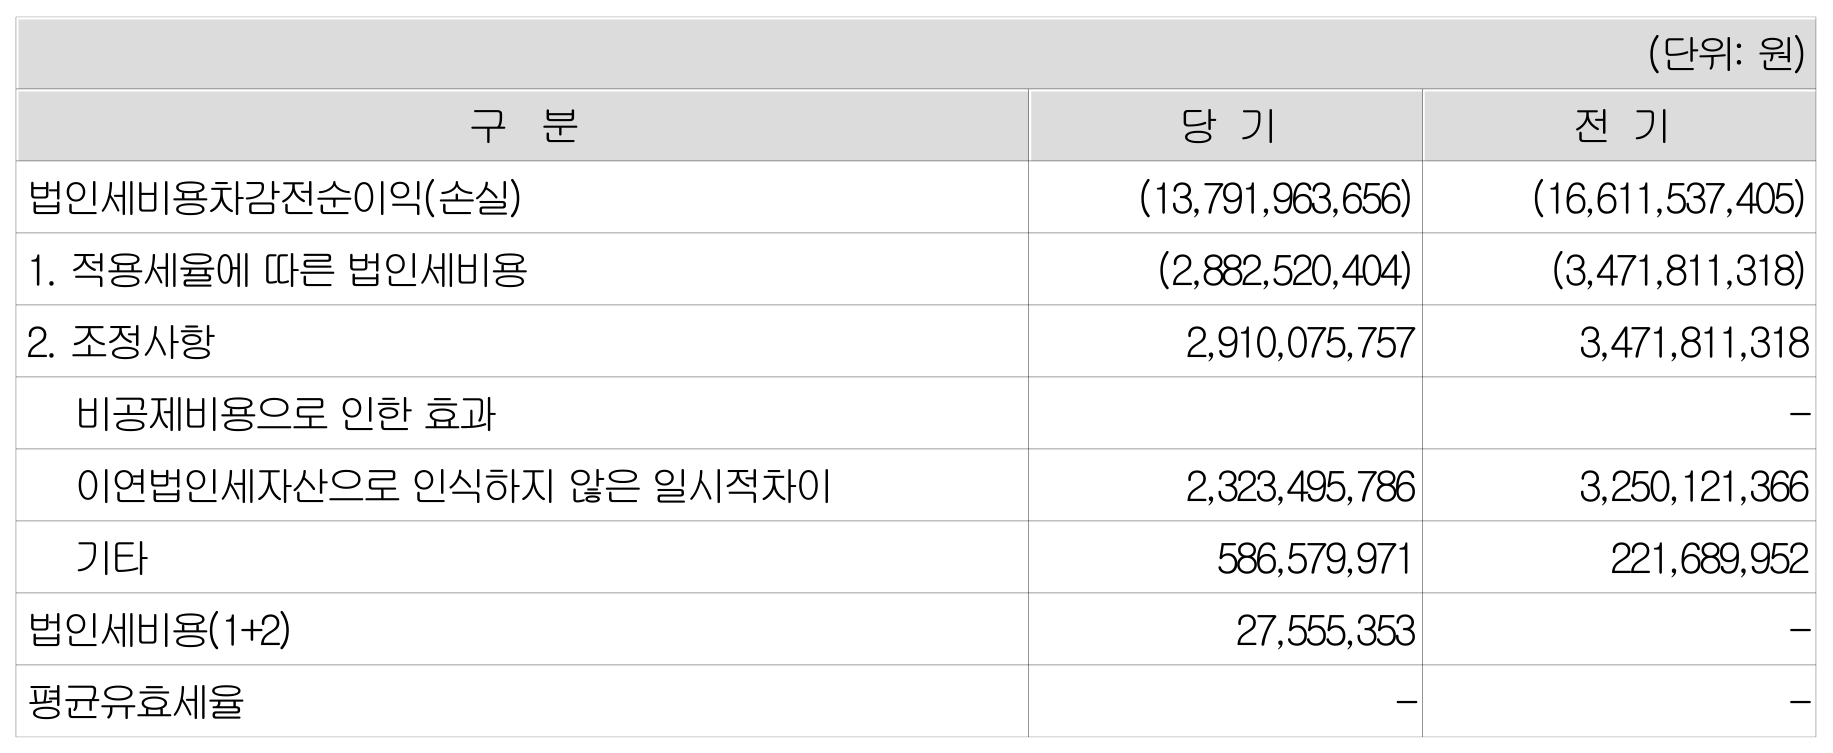 (단위: 원)
구 분 당 기 전 기
법인세비용차감전순이익(손실) (13,791,963,656) (16,611,537,405)
1. 적용세율에 따른 법인세비용 (2,882,520,404) (3,471,811,318)
2. 조정사항 2,910,075,757 3,471,811,318
비공제비용으로 인한 효과 -
이연법인세자산으로 인식하지 않은 일시적차이 2,323,495,786 3,250,121,366
기타 586,579,971 221,689,952
법인세비용(1+2) 27,555,353 -
평균유효세율 - -